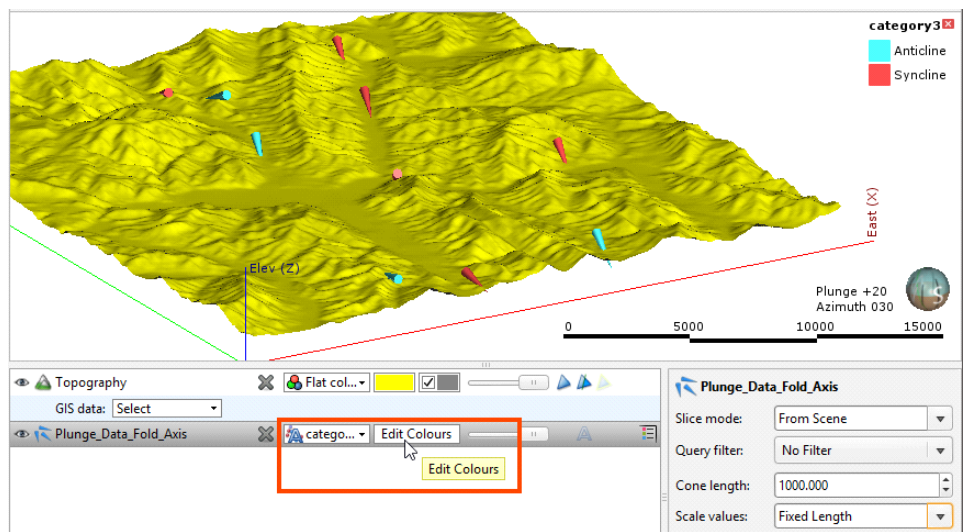 category3
Anticline
Syncline
East (X)
Elev (Z)
Plunge +20
Azimuth 030
0 5000 10000 15000
Topography Flat col...
GIS data: Select
Plunge_Data_Fold_Axis catego... Edit Colours
Edit Colours
Plunge_Data_Fold_Axis
Slice mode: From Scene
Query filter: No Filter
Cone length: 1000.000
Scale values: Fixed Length